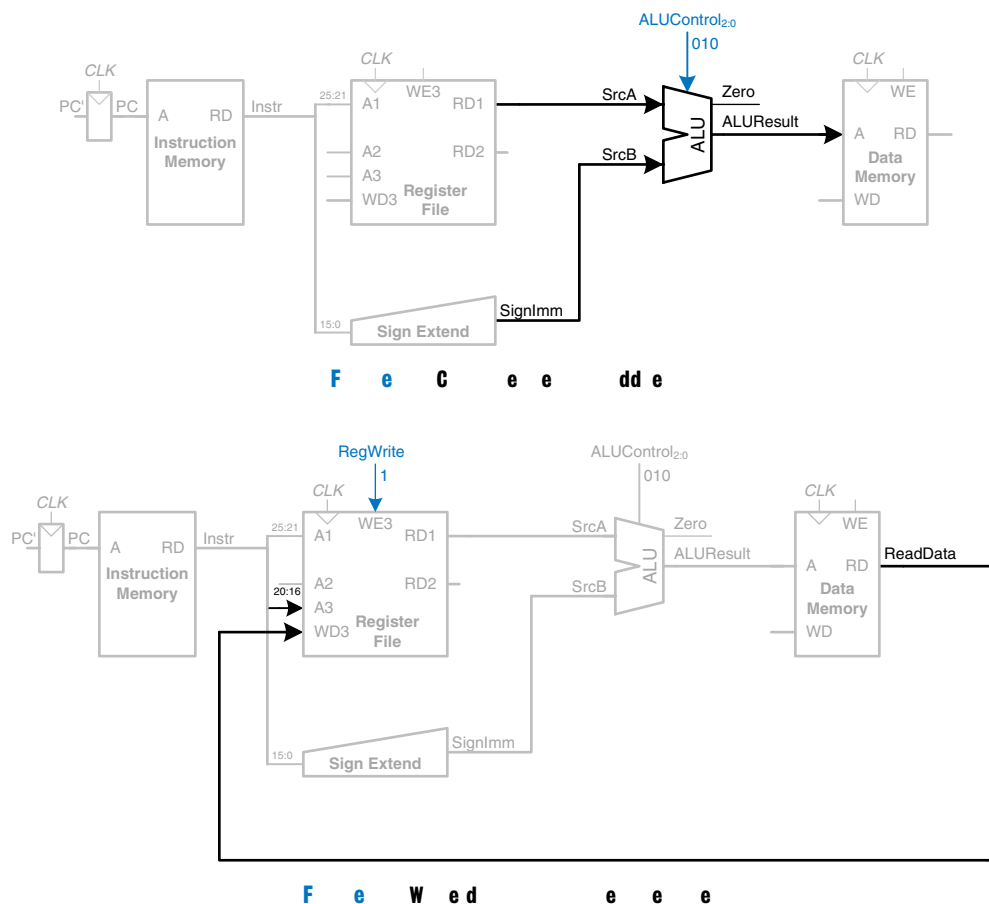 ALUControl2:0
010
CLK
CLK
CLK
PC' PC A RD Instr 25:21 A1 WE3 RD1 SrcA Zero WE
Instruction Memory
A2 RD2 SrcB ALU ALUResult A RD
A3
WD3 Register File
Data Memory
WD
SignImm
15:0 Sign Extend
RegWrite
1
ALUControl2:0
010
CLK
CLK
CLK
PC' PC A RD Instr 25:21 A1 WE3 RD1 SrcA Zero WE
Instruction Memory
A2 RD2 SrcB ALU ALUResult A RD ReadData
20:16 A3
WD3 Register File
Data Memory
WD
SignImm
15:0 Sign Extend